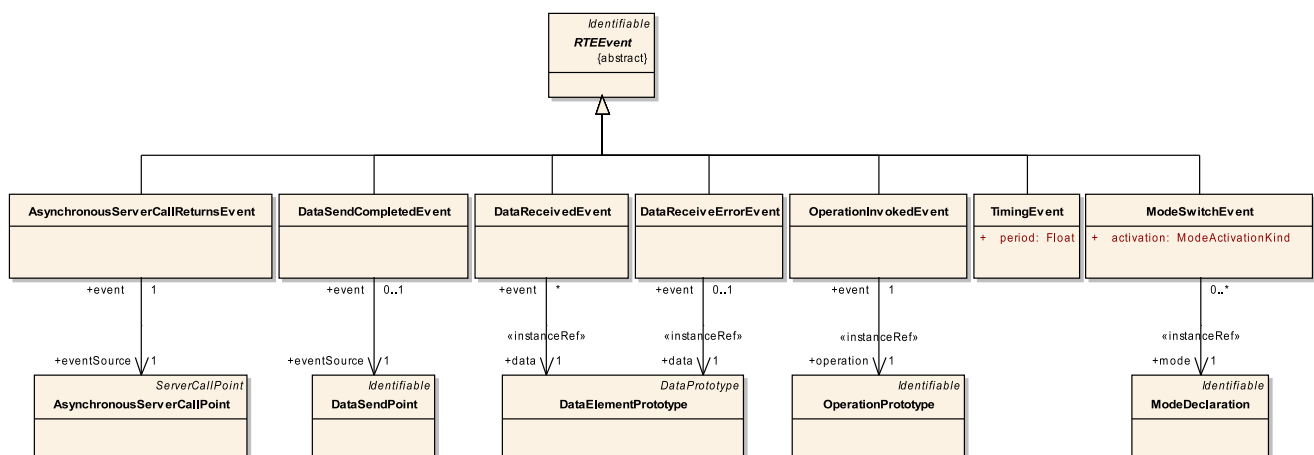 Identifiable
RTEEvent
{abstract}
AsynchronousServerCallReturnsEvent
DataSendCompletedEvent
DataReceivedEvent
DataReceiveErrorEvent
OperationInvokedEvent
TimingEvent
+ period: Float
ModeSwitchEvent
+ activation: ModeActivationKind
+event 1
+event 0..1
+event *
+event 0..1
+event 1
0..*
«instanceRef»
«instanceRef»
«instanceRef»
«instanceRef»
+eventSource 1
+eventSource 1
+data 1
+data 1
+operation 1
+mode 1
ServerCallPoint
AsynchronousServerCallPoint
Identifiable
DataSendPoint
DataPrototype
DataElementPrototype
Identifiable
OperationPrototype
Identifiable
ModeDeclaration